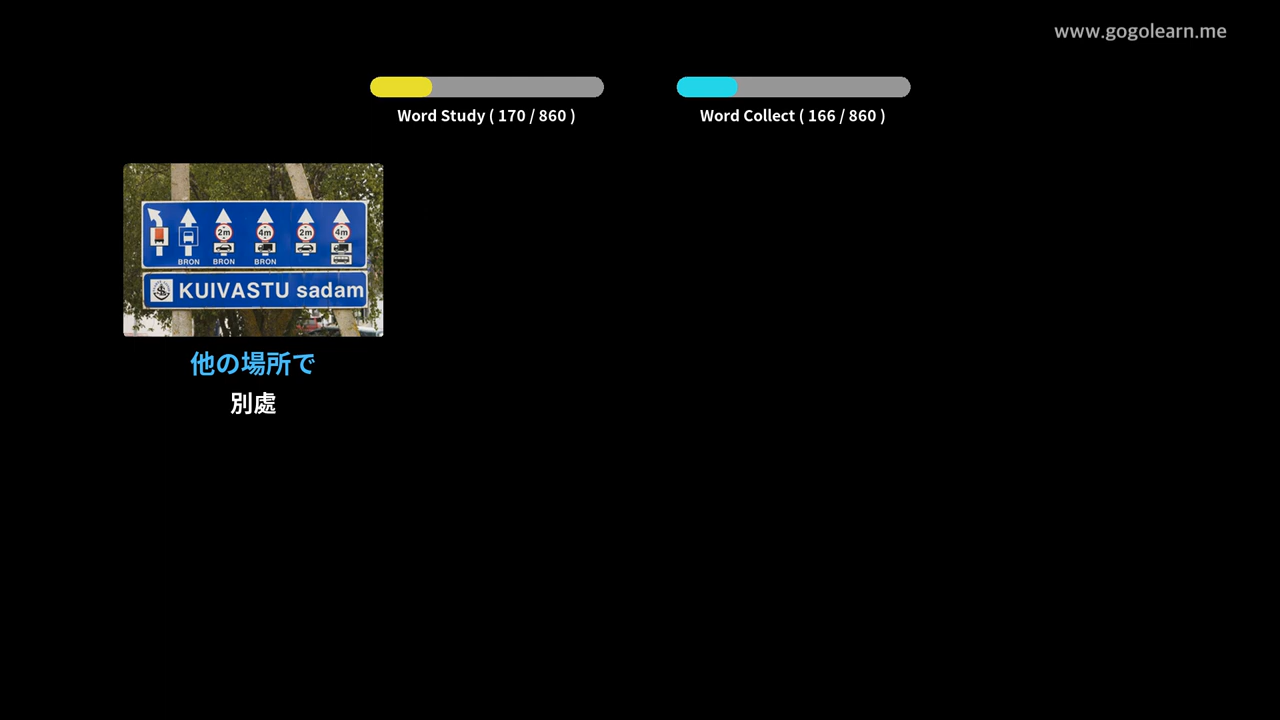 www.gogolearn.me
Word Study ( 170 / 860 )
Word Collect ( 166 / 860 )
2m 4m 2m 4m
BRON BRON BRON
KUIVASTU sadam
他の場所で
別處